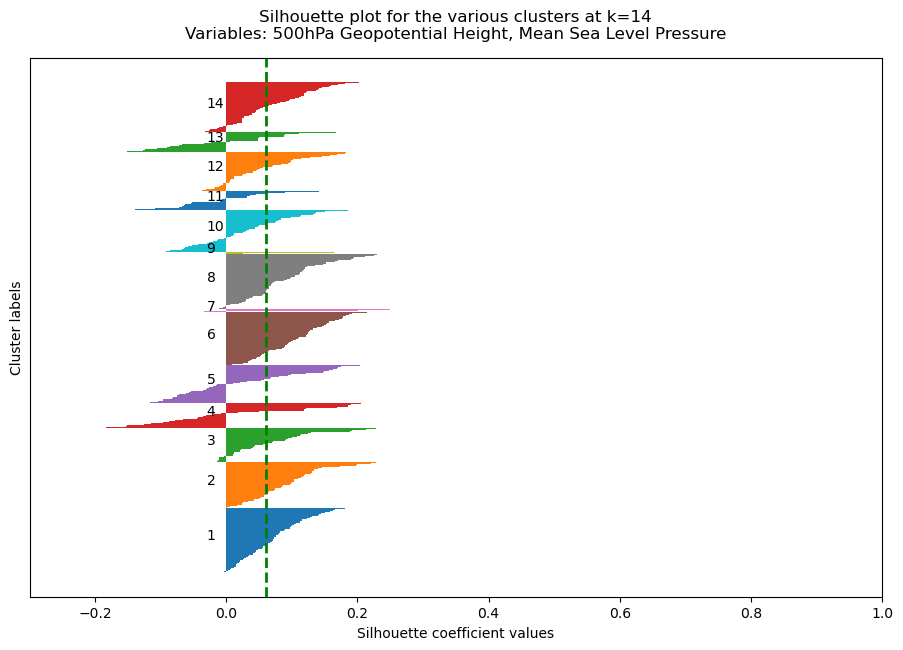 Silhouette plot for the various clusters at k=14
Variables: 500hPa Geopotential Height, Mean Sea Level Pressure
Cluster labels
14
13
12
11
10
9
8
7
6
5
4
3
2
1
−0.2 0.0 0.2 0.4 0.6 0.8 1.0
Silhouette coefficient values